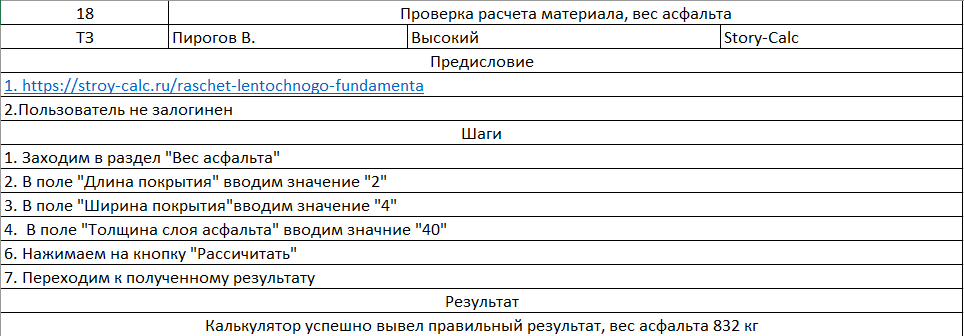 18 Проверка расчета материала, вес асфальта
ТЗ Пирогов В. Высокий Story-Calc
Предисловие
1. https://stroy-calc.ru/raschet-lentochnogo-fundamenta
2.Пользователь не залогинен
Шаги
1. Заходим в раздел "Вес асфальта"
2. В поле "Длина покрытия" вводим значение "2"
3. В поле "Ширина покрытия"вводим значение "4"
4.  В поле "Толщина слоя асфальта" вводим значние "40"
6. Нажимаем на кнопку "Рассичитать"
7. Переходим к полученному результату
Результат
Калькулятор успешно вывел правильный результат, вес асфальта 832 кг